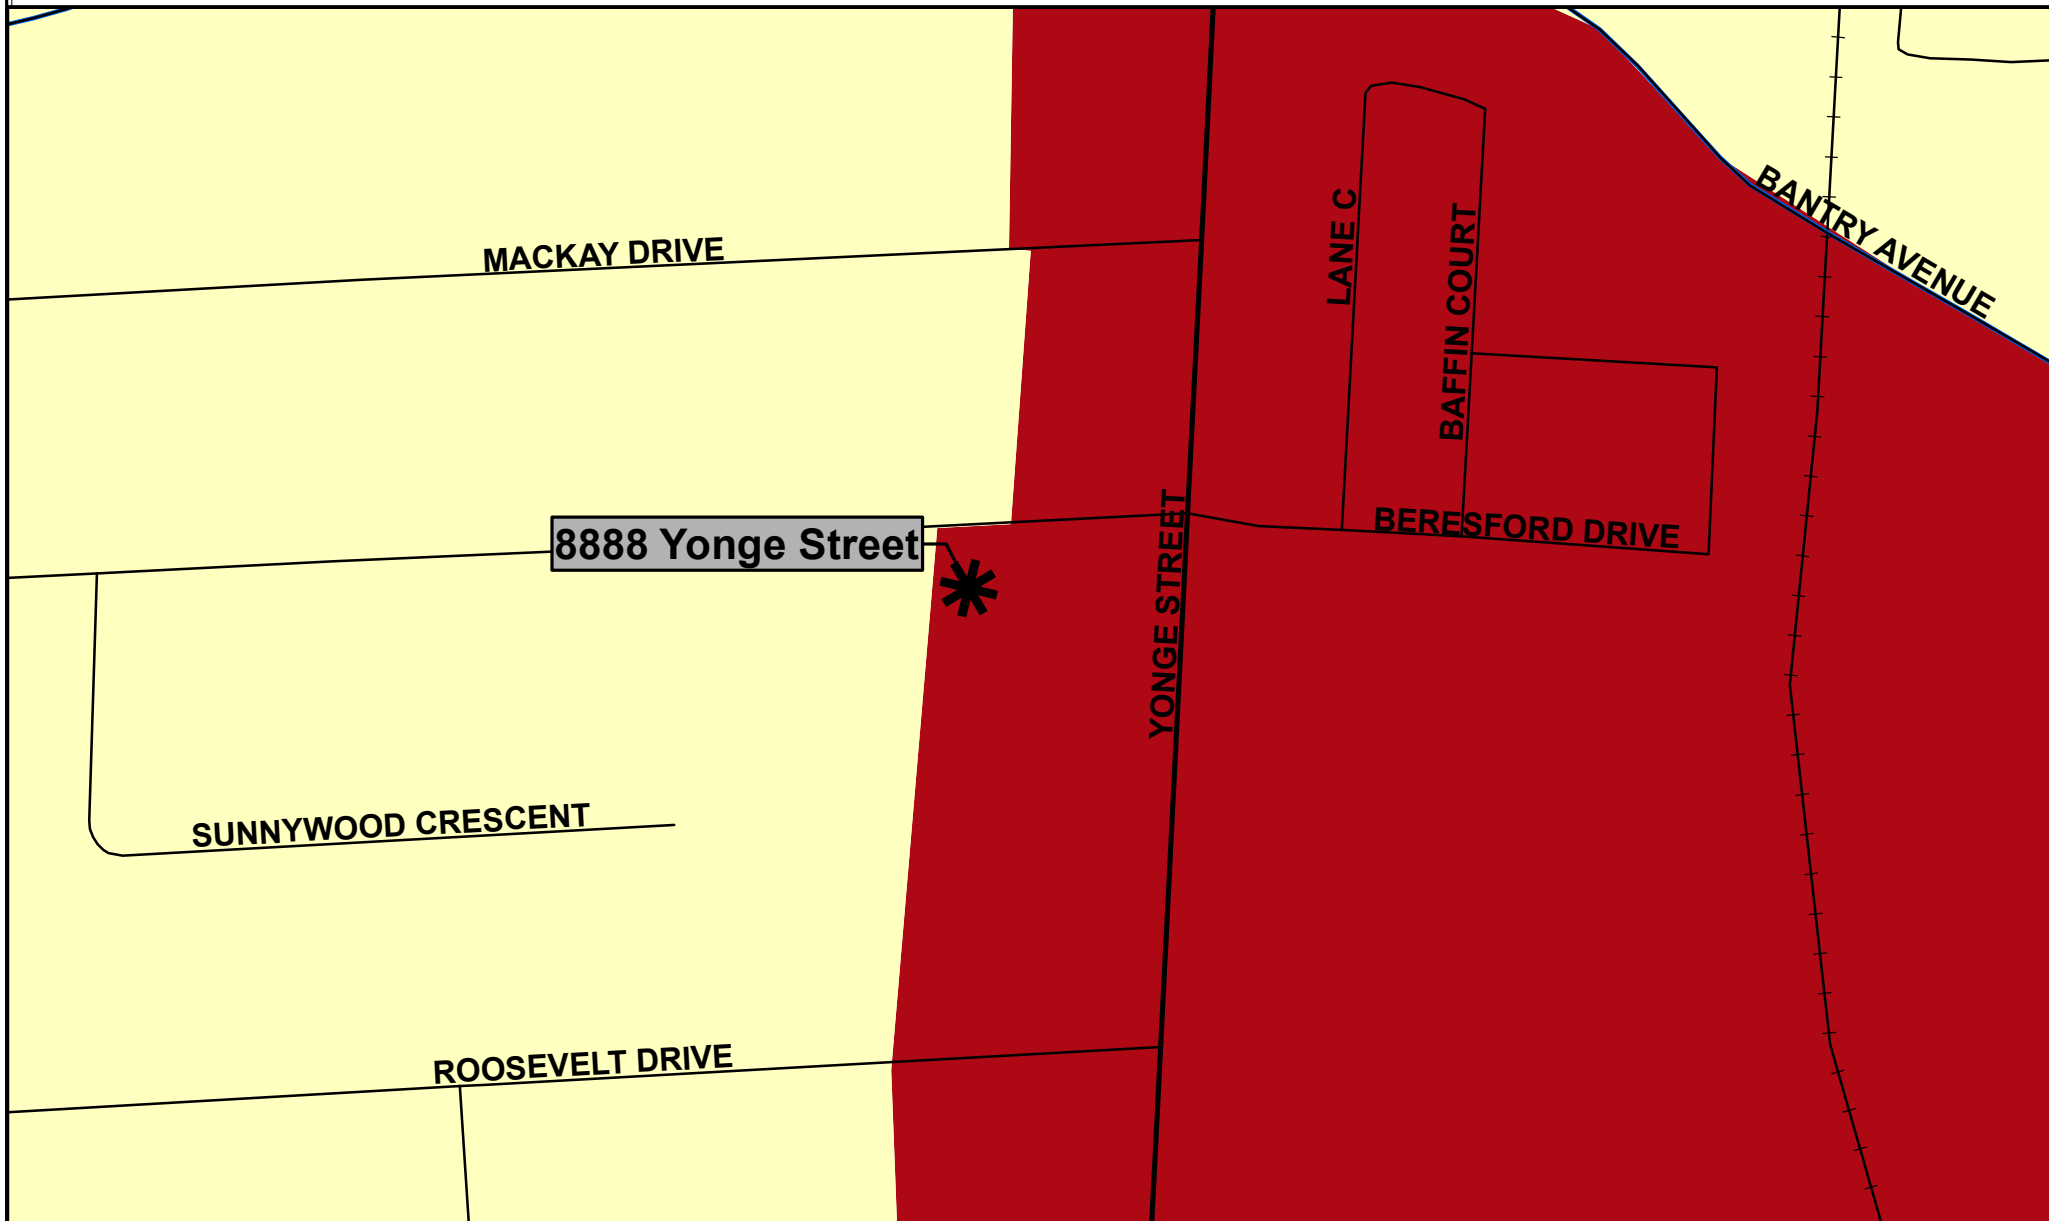 BANTRY AVENUE
LANE C
BAFFIN COURT
MACKAY DRIVE
8888 Yonge Street
BERESFORD DRIVE
YONGE STREET
SUNNYWOOD CRESCENT
ROOSEVELT DRIVE